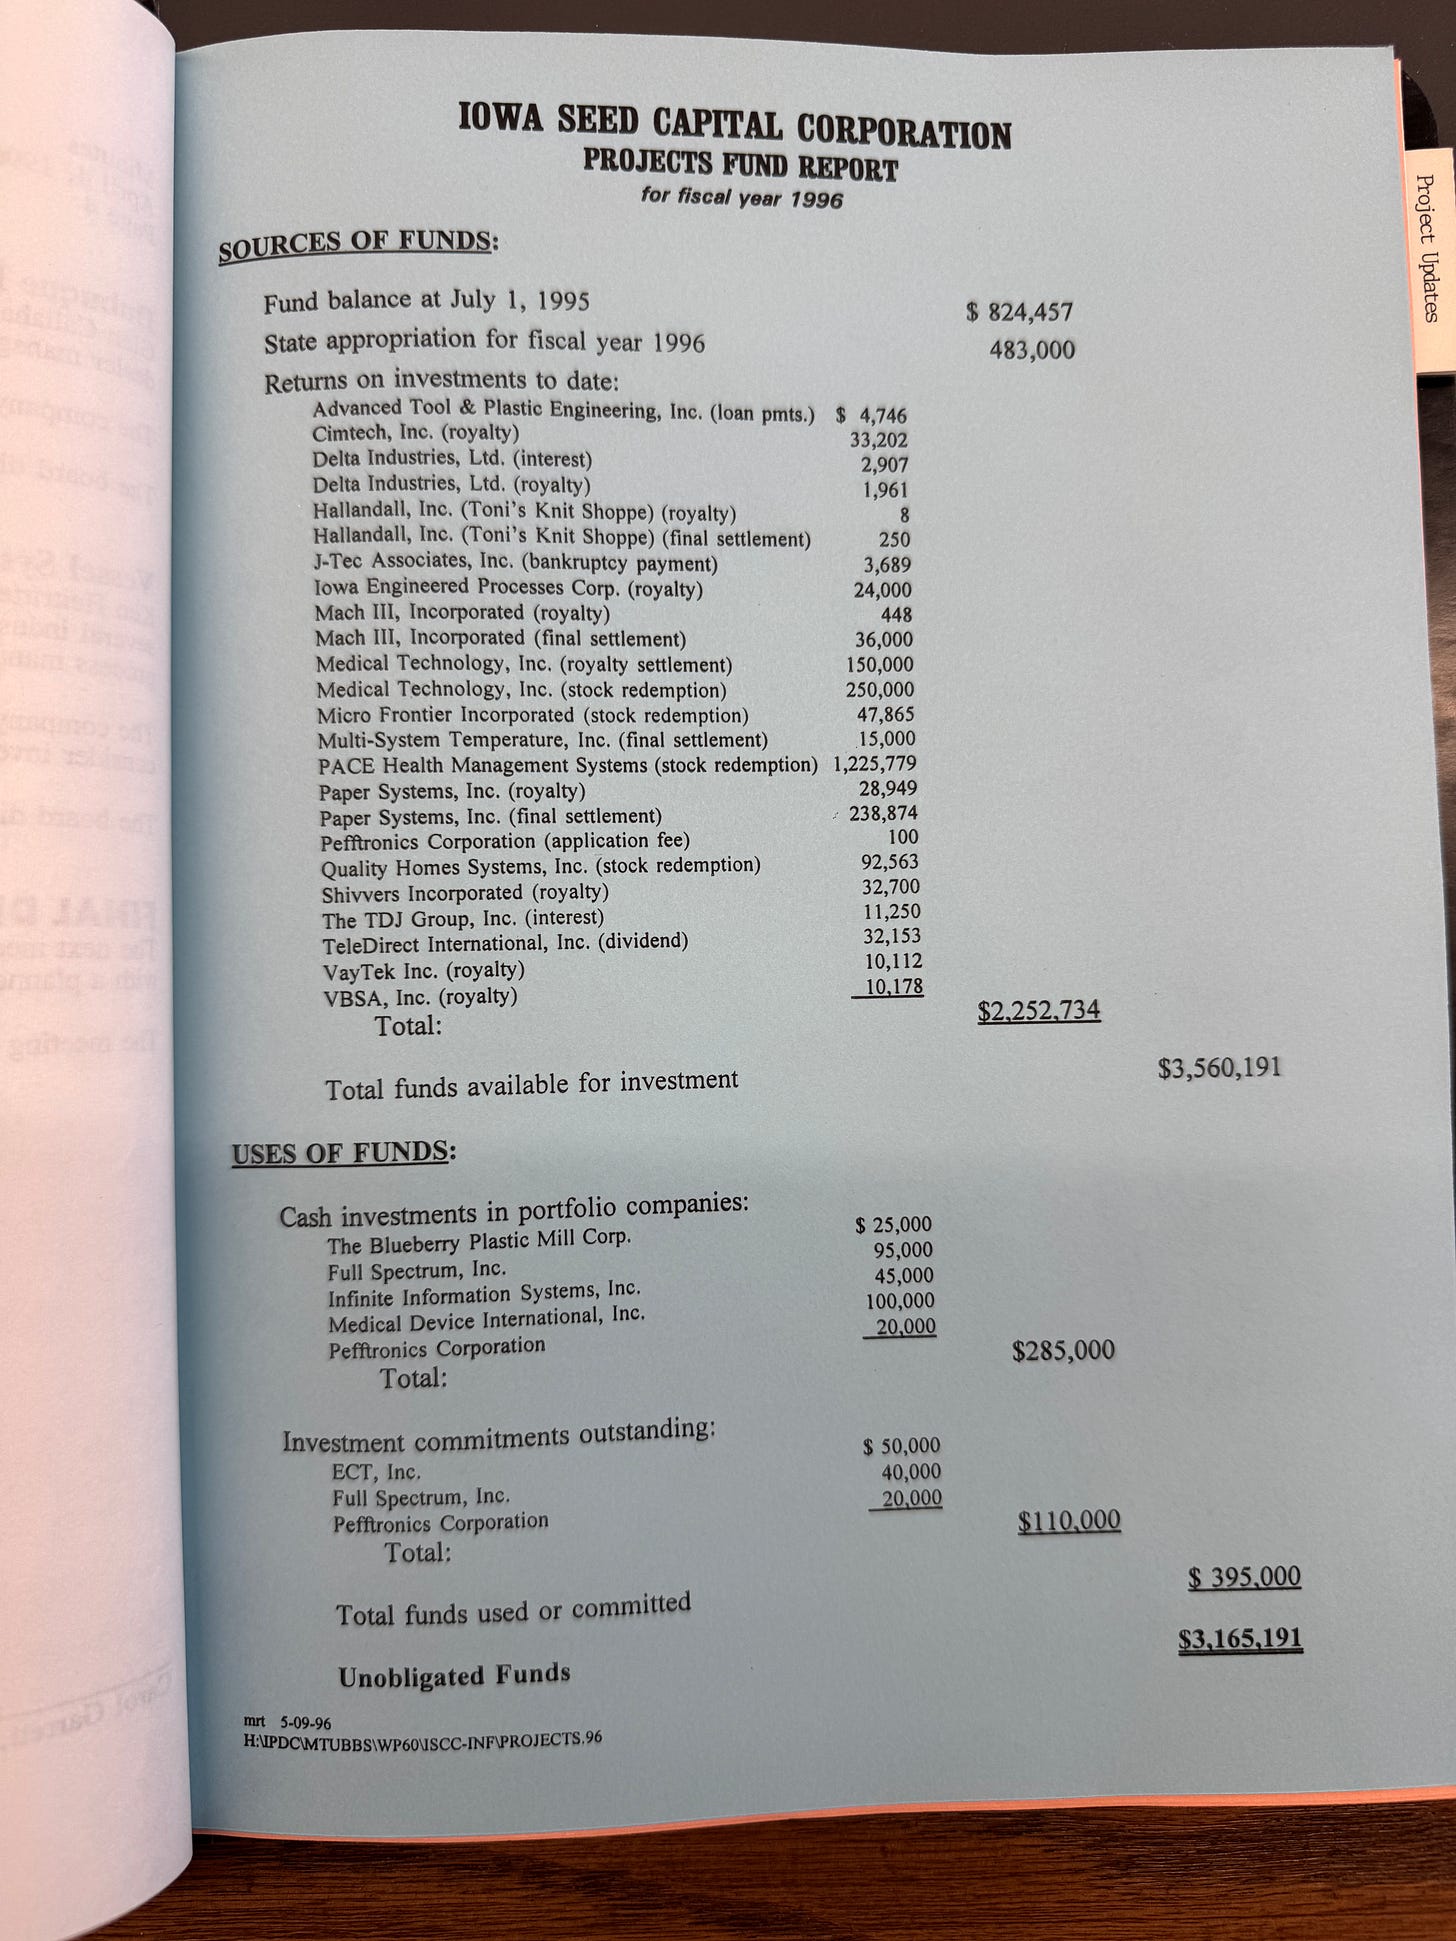 IOWA SEED CAPITAL CORPORATION
PROJECTS FUND REPORT
for fiscal year 1996
Project Updates
SOURCES OF FUNDS:
Fund balance at July 1, 1995 $ 824,457
State appropriation for fiscal year 1996 483,000
Returns on investments to date:
Advanced Tool & Plastic Engineering, Inc. (loan pmts.) $ 4,746
Cimtech, Inc. (royalty) 33,202
Delta Industries, Ltd. (interest) 2,907
Delta Industries, Ltd. (royalty) 1,961
Hallandall, Inc. (Toni's Knit Shoppe) (royalty) 8
Hallandall, Inc. (Toni's Knit Shoppe) (final settlement) 250
J-Tec Associates, Inc. (bankruptcy payment) 3,689
Iowa Engineered Processes Corp. (royalty) 24,000
Mach III, Incorporated (royalty) 448
Mach III, Incorporated (final settlement) 36,000
Medical Technology, Inc. (royalty settlement) 150,000
Medical Technology, Inc. (stock redemption) 250,000
Micro Frontier Incorporated (stock redemption) 47,865
Multi-System Temperature, Inc. (final settlement) 15,000
PACE Health Management Systems (stock redemption) 1,225,779
Paper Systems, Inc. (royalty) 28,949
Paper Systems, Inc. (final settlement) 238,874
Pefftronics Corporation (application fee) 100
Quality Homes Systems, Inc. (stock redemption) 92,563
Shivvers Incorporated (royalty) 32,700
The TDJ Group, Inc. (interest) 11,250
TeleDirect International, Inc. (dividend) 32,153
VayTek Inc. (royalty) 10,112
VBSA, Inc. (royalty) 10,178
Total: $2,252,734
Total funds available for investment $3,560,191
USES OF FUNDS:
Cash investments in portfolio companies:
The Blueberry Plastic Mill Corp. $ 25,000
Full Spectrum, Inc. 95,000
Infinite Information Systems, Inc. 45,000
Medical Device International, Inc. 100,000
Pefftronics Corporation 20,000
Total: $285,000
Investment commitments outstanding:
ECT, Inc. $ 50,000
Full Spectrum, Inc. 40,000
Pefftronics Corporation 20,000
Total: $110,000
Total funds used or committed $ 395,000
Unobligated Funds $3,165,191
mrt 5-09-96
H:\IPDC\MTUBBS\WP60\ISCC-INF\PROJECTS.96